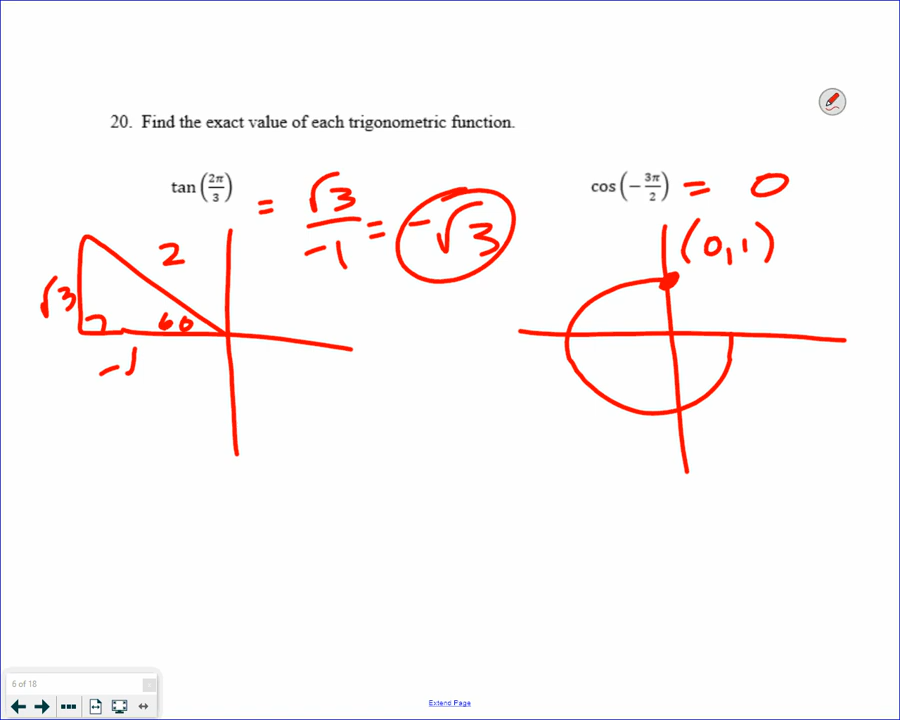 20. Find the exact value of each trigonometric function.
tan (2π/3) = √3/-1 = -√3
cos (-3π/2) = 0
(0,1)
2
√3
60
-1
6 of 18
Extend Page